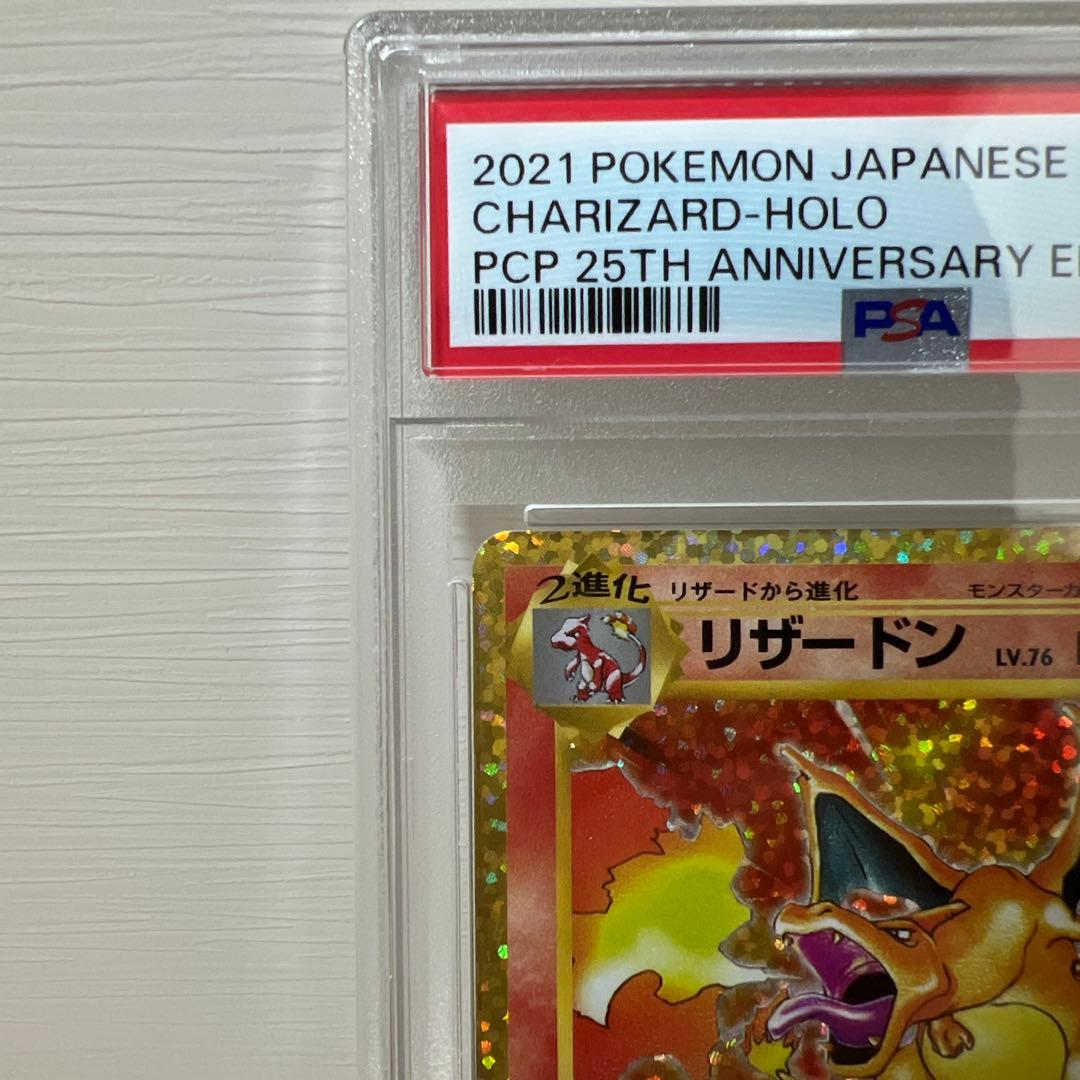 2021 POKEMON JAPANESE
CHARIZARD-HOLO
PCP 25TH ANNIVERSARY
PSA
2進化 リザードから進化
モンスター
リザードン LV.76